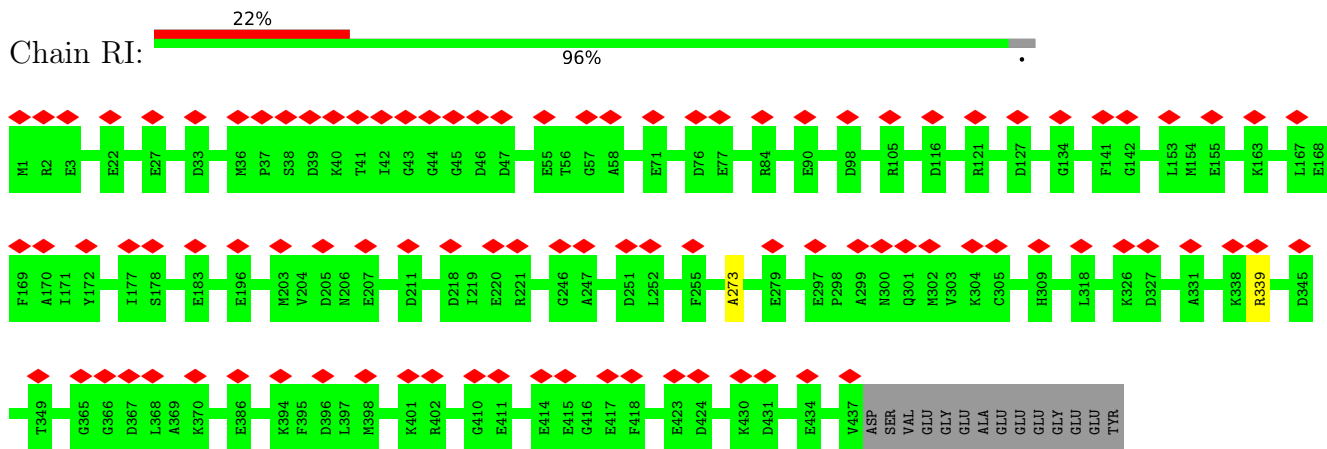 22%
Chain RI:
96%
•
M1 R2 E3 E22 E27 D33 M36 P37 S38 D39 K40 T41 I42 G43 G44 G45 D46 D47 E55 T56 G57 A58 E71 D76 E77 R84 E90 D98 R105 D116 R121 D127 G134 F141 G142 L153 M154 E155 K163 L167 E168
F169 A170 I171 Y172 I177 S178 E183 E196 M203 V204 D205 N206 E207 D211 D218 I219 E220 R221 G246 A247 D251 L252 F255 A273 E279 E297 P298 A299 N300 Q301 M302 V303 K304 C305 H309 L318 K326 D327 A331 K338 R339 D345
T349 G365 G366 D367 L368 A369 K370 E386 K394 F395 D396 L397 M398 K401 R402 G410 E411 E414 E415 G416 E417 F418 E423 D424 K430 D431 E434 V437 ASP SER VAL GLU GLY GLU ALA GLU GLU GLU GLY GLU GLU TYR